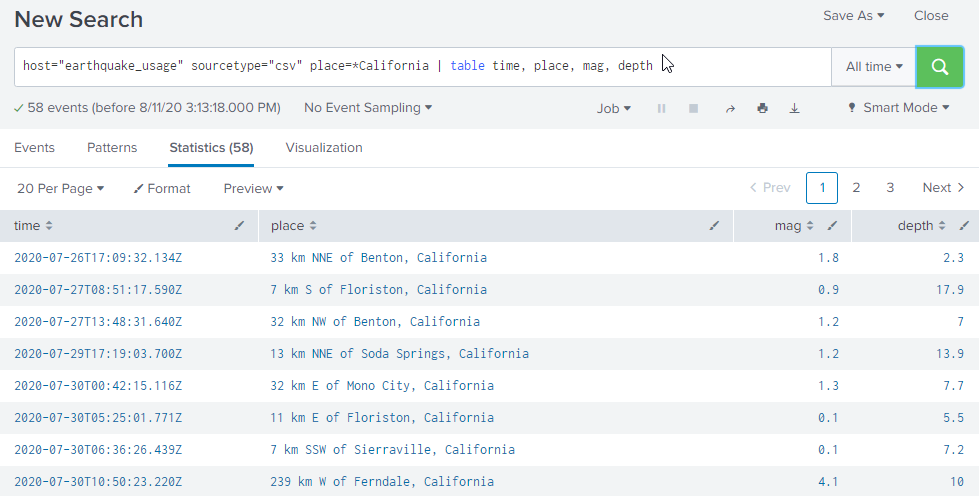 New Search
Save As Close
host="earthquake_usage" sourcetype="csv" place=*California | table time, place, mag, depth
All time
58 events (before 8/11/20 3:13:18.000 PM) No Event Sampling Job Smart Mode
Events Patterns Statistics (58) Visualization
20 Per Page Format Preview < Prev 1 2 3 Next >
time place mag depth
2020-07-26T17:09:32.134Z 33 km NNE of Benton, California 1.8 2.3
2020-07-27T08:51:17.590Z 7 km S of Floriston, California 0.9 17.9
2020-07-27T13:48:31.640Z 32 km NW of Benton, California 1.2 7
2020-07-29T17:19:03.700Z 13 km NNE of Soda Springs, California 1.2 13.9
2020-07-30T00:42:15.116Z 32 km E of Mono City, California 1.3 7.7
2020-07-30T05:25:01.771Z 11 km E of Floriston, California 0.1 5.5
2020-07-30T06:36:26.439Z 7 km SSW of Sierraville, California 0.1 7.2
2020-07-30T10:50:23.220Z 239 km W of Ferndale, California 4.1 10